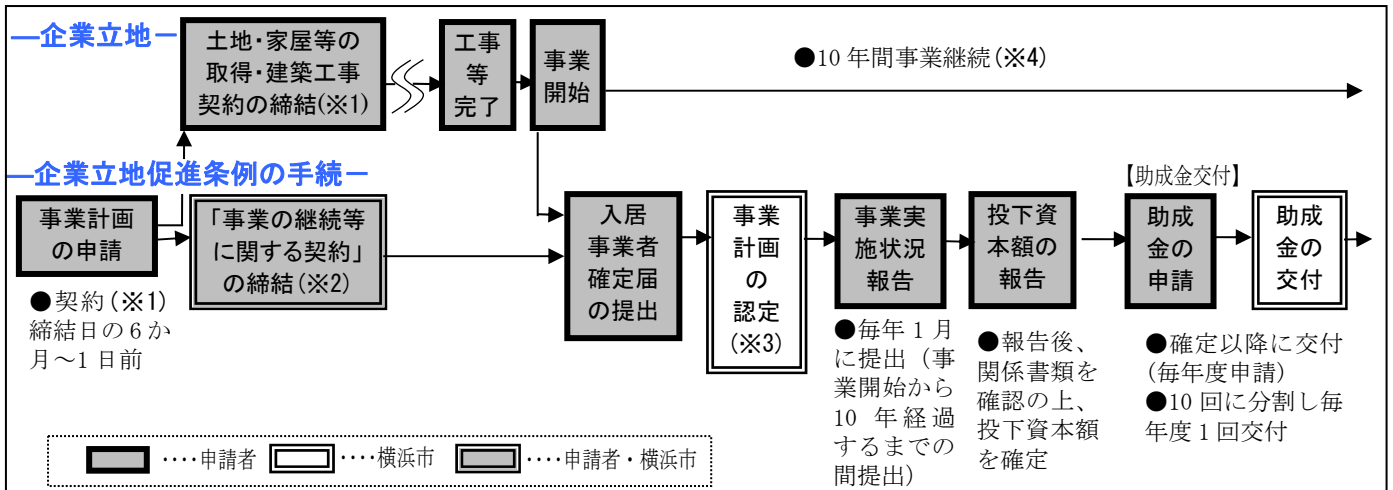 ―企業立地－
土地・家屋等の
取得・建築工事
契約の締結(※1)
工事
等
完了
事業
開始
●10 年間事業継続(※4)
―企業立地促進条例の手続－
事業計画
の申請
「事業の継続等
に関する契約」
の締結(※2)
入居
事業者
確定届
の提出
事業
計画
の
認定
(※3)
事業実
施状況
報告
投下資
本額の
報告
【助成金交付】
助成
金の
申請
助成
金の
交付
●契約(※1)
締結日の6か
月～1日前
●毎年1月
に提出（事
業開始から
10 年経過
するまでの
間提出）
●報告後、
関係書類を
確認の上、
投下資本額
を確定
●確定以降に交付
(毎年度申請)
●10 回に分割し毎
年度1回交付
‥‥申請者
‥‥横浜市
‥‥申請者・横浜市